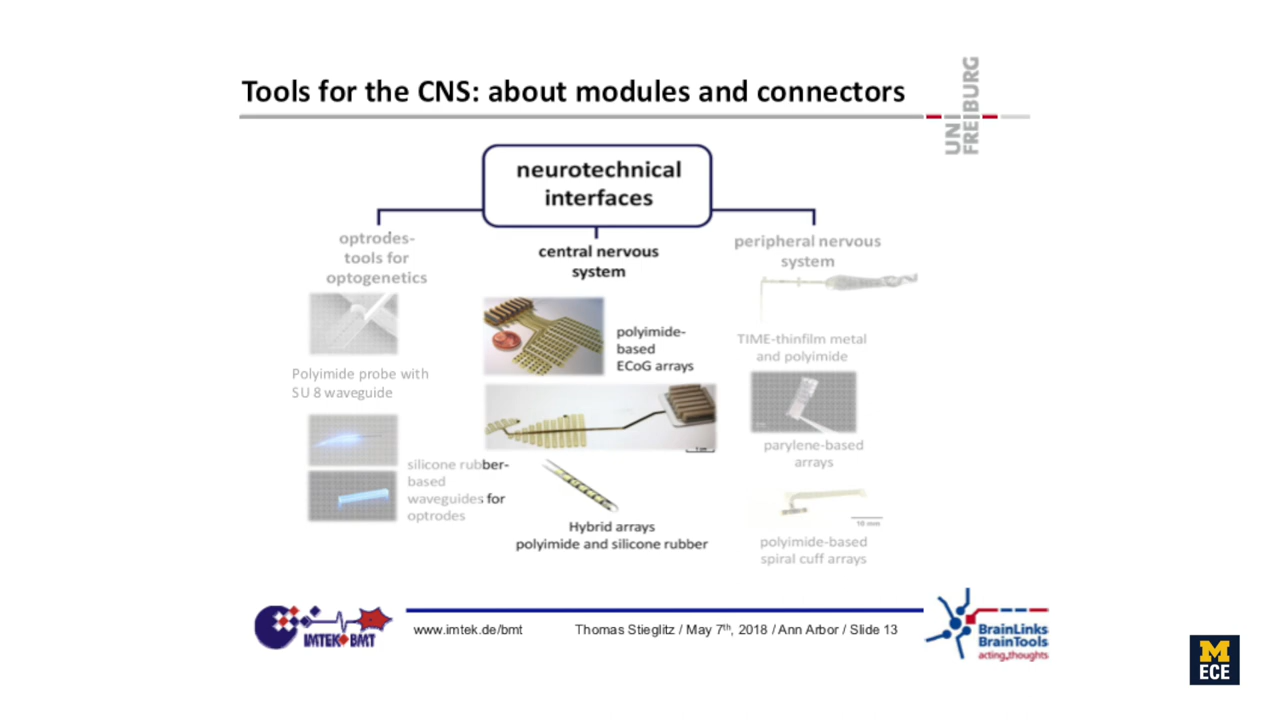 Tools for the CNS: about modules and connectors
UNI
FREIBURG
neurotechnical
interfaces
optrodes-
tools for
optogenetics
Polyimide probe with
SU 8 waveguide
silicone rubber-
based
waveguides for
optrodes
central nervous
system
polyimide-
based
ECoG arrays
Hybrid arrays
polyimide and silicone rubber
peripheral nervous
system
TIME-thinfilm metal
and polyimide
parylene-based
arrays
10 mm
polyimide-based
spiral cuff arrays
IMTEK BMT
www.imtek.de/bmt
Thomas Stieglitz / May 7th, 2018 / Ann Arbor / Slide 13
BrainLinks
BrainTools
acting_thoughts
M
ECE